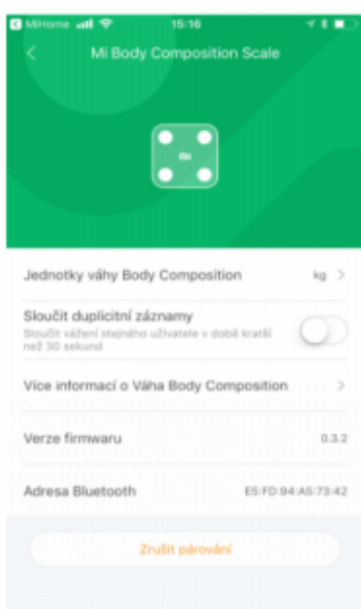 MiHome 15:16
Mi Body Composition Scale
MI
Jednotky váhy Body Composition kg
Sloučit duplicitní záznamy
Sloučit vážení stejného uživatele v době kratší
než 30 sekund
Více informací o Váha Body Composition
Verze firmwaru 0.3.2
Adresa Bluetooth E5:FD:94:A5:73:42
Zrušit párování